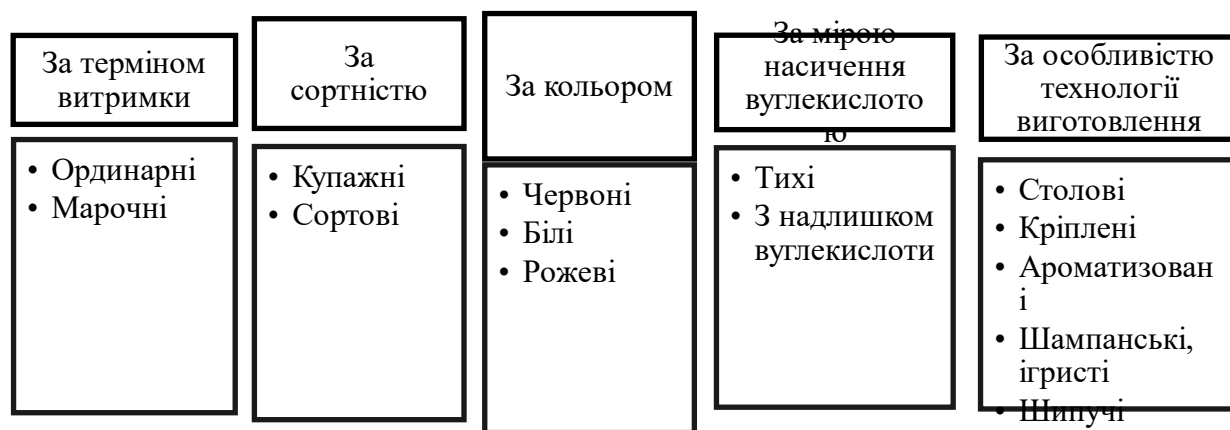 За терміном
витримки
• Ординарні
• Марочні
За
сортністю
• Купажні
• Сортові
За кольором
• Червоні
• Білі
• Рожеві
За мірою
насичення
вуглекислото
ю
• Тихі
• З надлишком
вуглекислоти
За особливістю
технології
виготовлення
• Столові
• Кріплені
• Ароматизован
і
• Шампанські,
ігристі
• Шипучі